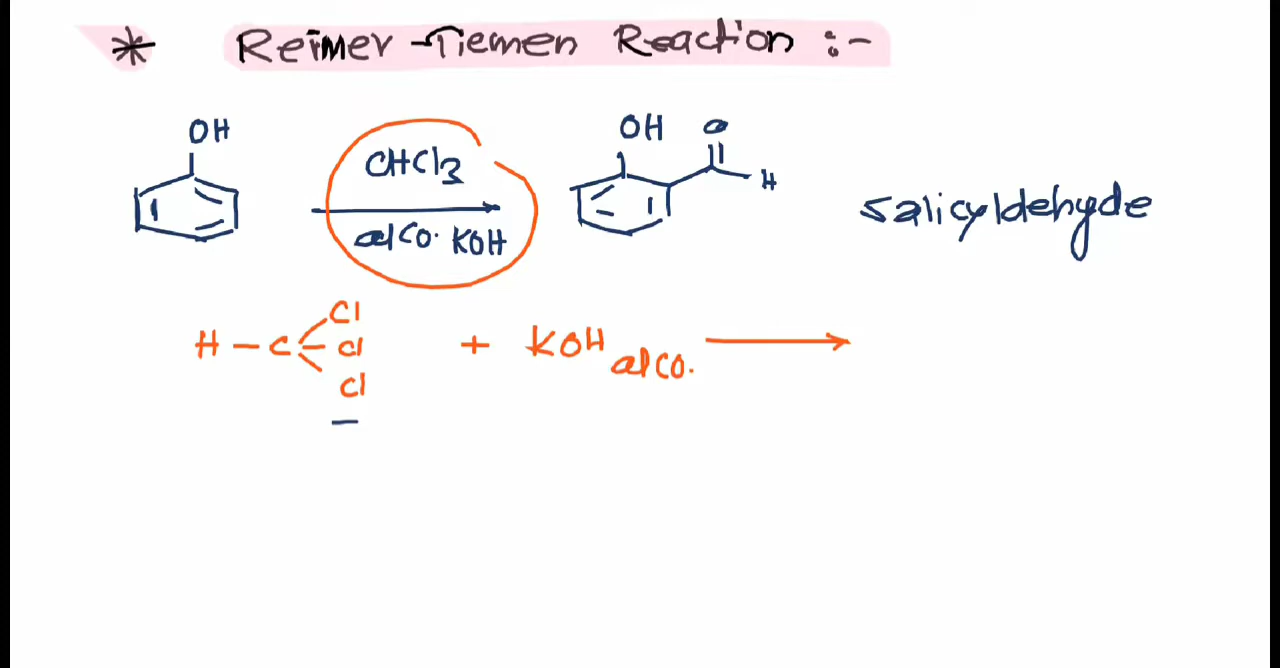 * Reimer-Tiemen Reaction :-
OH
CHCl3
alco. KOH
OH O
H
salicyldehyde
H - C Cl Cl Cl + KOH alco.